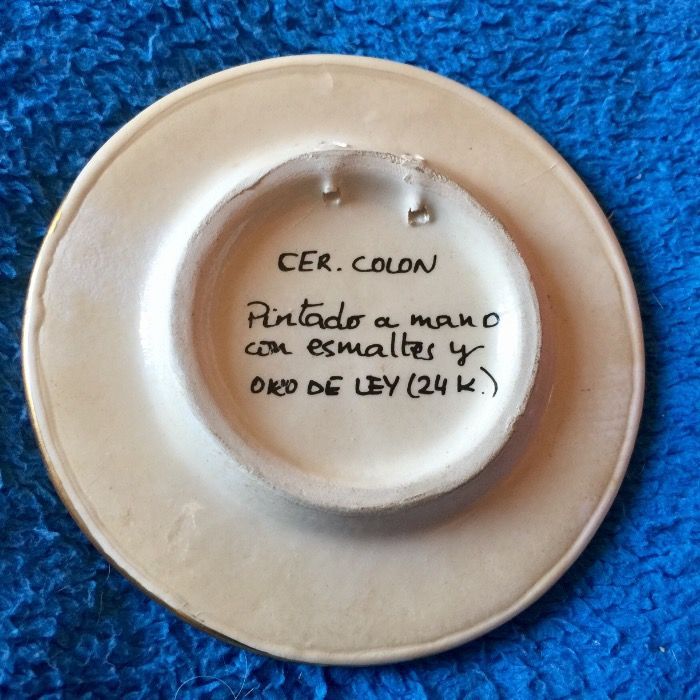 CER. COLON
Pintado a mano
con esmaltes y
ORO DE LEY (24 K.)